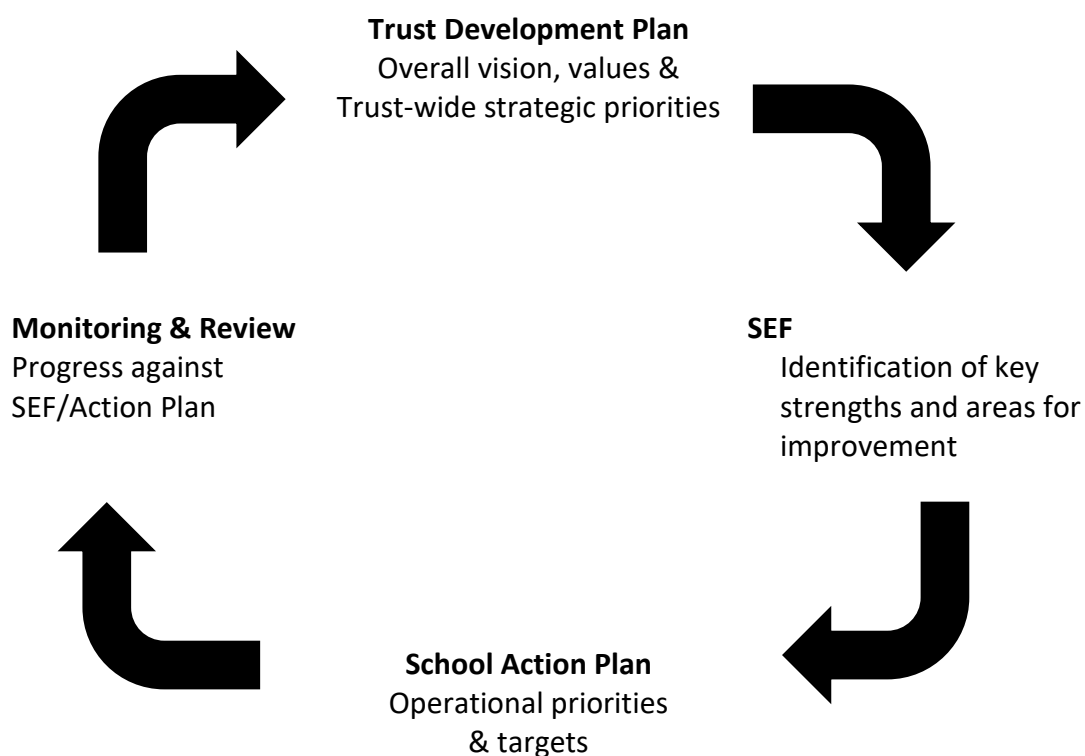 Trust Development Plan
Overall vision, values &
Trust-wide strategic priorities
SEF
Identification of key
strengths and areas for
improvement
School Action Plan
Operational priorities
& targets
Monitoring & Review
Progress against
SEF/Action Plan